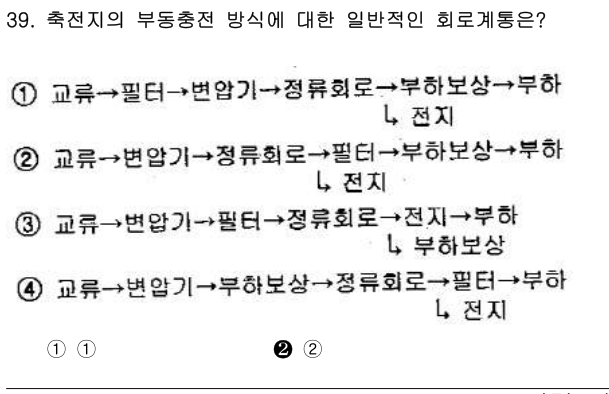 39. 축전지의 부동충전 방식에 대한 일반적인 회로계통은?
① 교류→필터→변압기→정류회로→부하보상→부하
↳ 전지
② 교류→변압기→정류회로→필터→부하보상→부하
↳ 전지
③ 교류→변압기→필터→정류회로→전지→부하
↳ 부하보상
④ 교류→변압기→부하보상→정류회로→필터→부하
↳ 전지
① ① ❷ ②